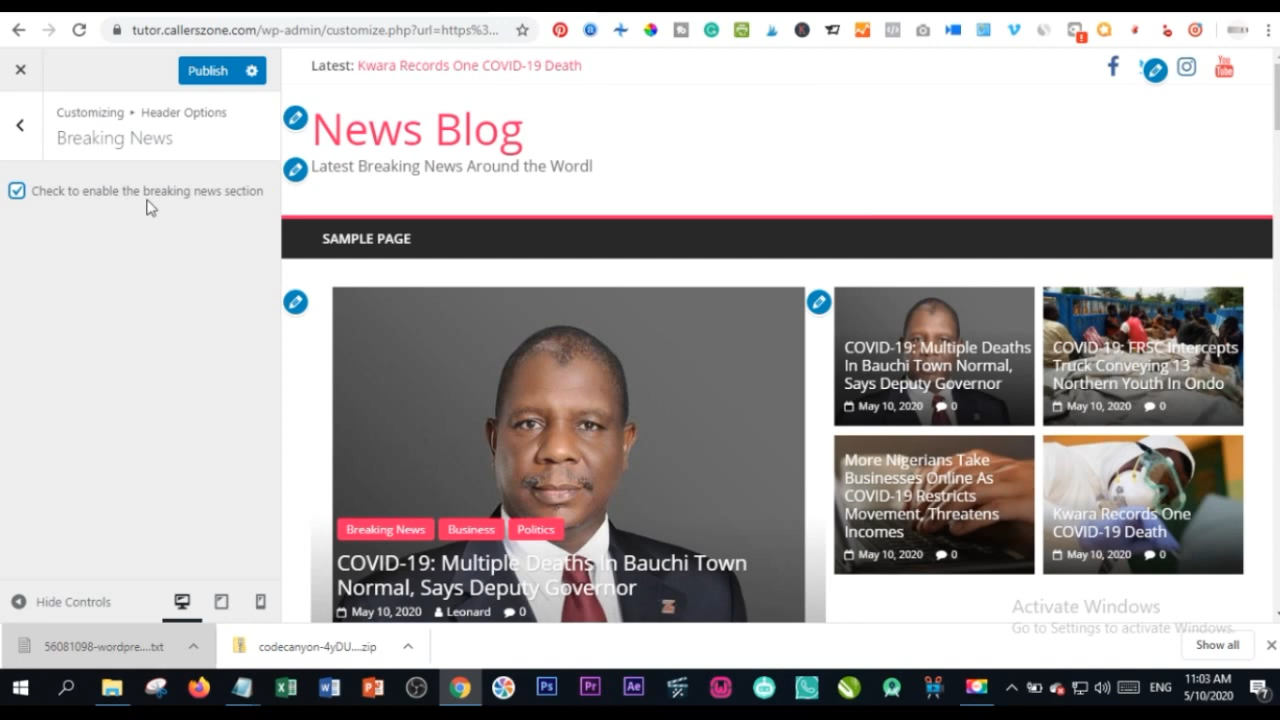 tutor.callerszone.com/wp-admin/customize.php?url=https%3...
Publish
Customizing ▸ Header Options
Breaking News
Check to enable the breaking news section
Latest: Kwara Records One COVID-19 Death
You
Tube
News Blog
Latest Breaking News Around the Wordl
SAMPLE PAGE
Breaking News
Business
Politics
COVID-19: Multiple Deaths In Bauchi Town
Normal, Says Deputy Governor
May 10, 2020 Leonard 0
COVID-19: Multiple Deaths
In Bauchi Town Normal,
Says Deputy Governor
May 10, 2020 0
COVID-19: FRSC Intercepts
Truck Conveying 13
Northern Youth In Ondo
May 10, 2020 0
More Nigerians Take
Businesses Online As
COVID-19 Restricts
Movement, Threatens
Incomes
May 10, 2020 0
Kwara Records One
COVID-19 Death
May 10, 2020 0
Hide Controls
Activate Windows
Go to Settings to activate Windows.
56081098-wordpre....txt
codecanyon-4yDU....zip
Show all
Ps
Pr
Ae
ENG
11:03 AM
5/10/2020
7